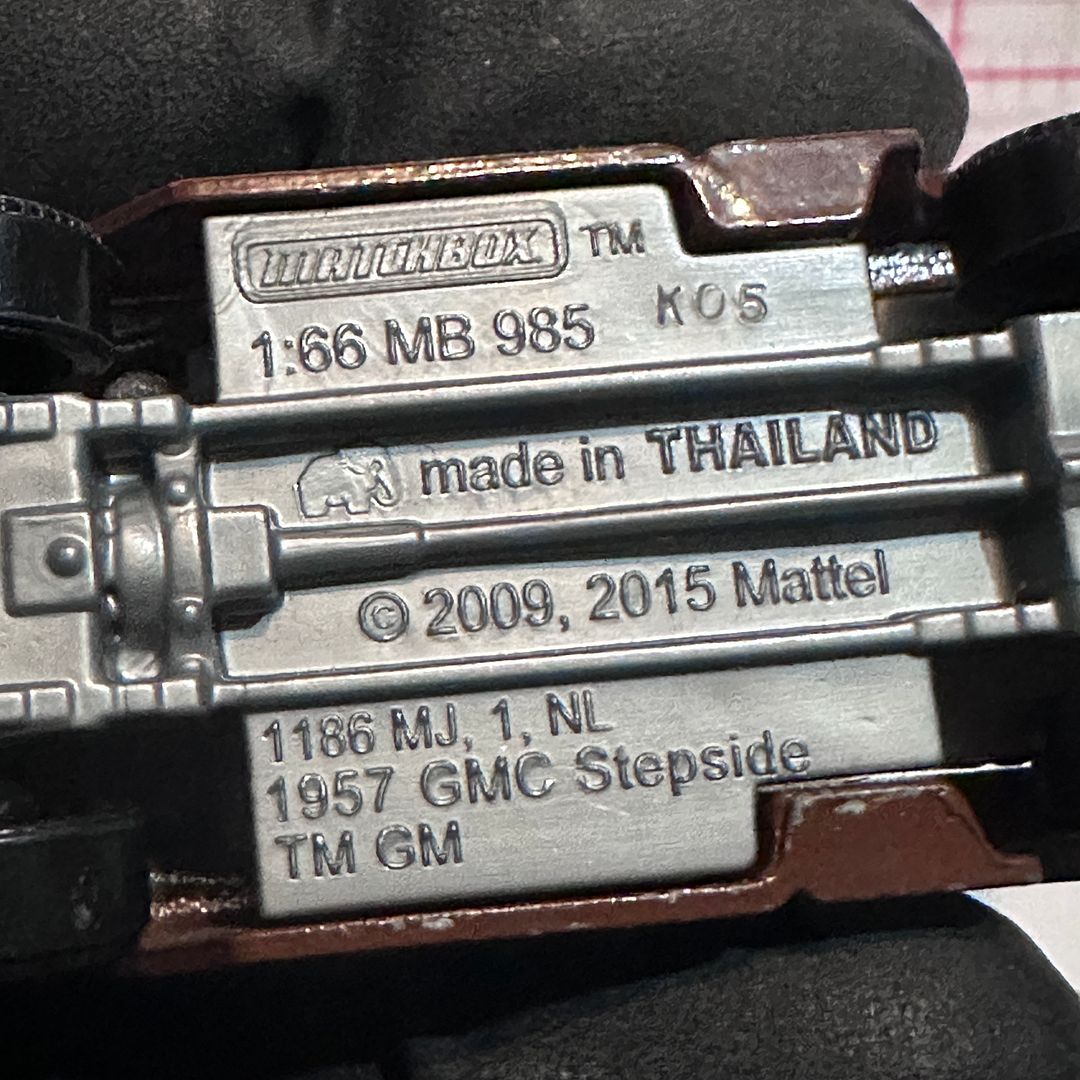 MATCHBOX TM
1:66 MB 985 K05
made in THAILAND
© 2009, 2015 Mattel
1186 MJ, 1, NL
1957 GMC Stepside
TM GM